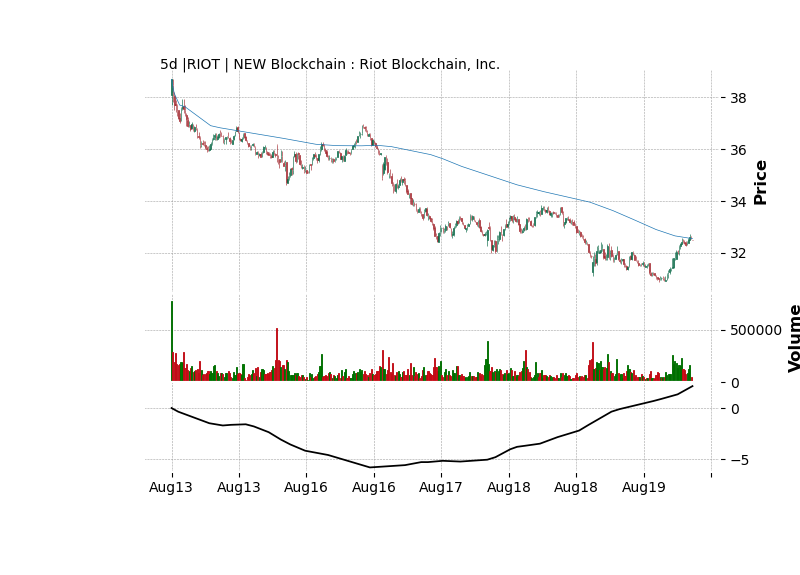 5d |RIOT | NEW Blockchain : Riot Blockchain, Inc.
38
36
34
32
Price
500000
0
Volume
0
−5
Aug13 Aug13 Aug16 Aug16 Aug17 Aug18 Aug18 Aug19